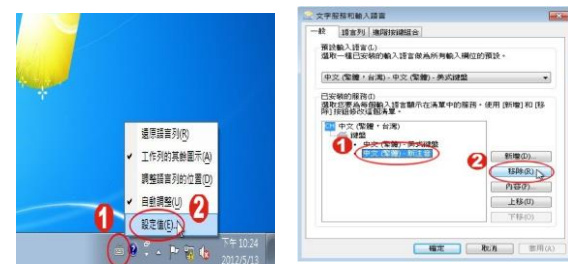 還原語言列(R)
工作列的其餘圖示(A)
調整語言列的位置(D)
自動調整(U)
設定值(E)...
1
2
下午 10:24
2012/5/13
文字服務和輸入語言
一般
語言列
進階按鍵組合
預設輸入語言(L)
選取一種已安裝的輸入語言做為所有輸入欄位的預設。
中文 (繁體，台灣) - 中文 (繁體) - 美式鍵盤
已安裝的服務(I)
選取您要為每個輸入語言顯示在清單中的服務。使用 [新增] 和 [移
除] 按鈕修改這個清單。
CH 中文 (繁體，台灣)
鍵盤
中文 (繁體) - 美式鍵盤
中文 (繁體) - 新注音
1
2
新增(D)...
移除(R)
內容(P)...
上移(U)
下移(O)
確定
取消
套用(A)